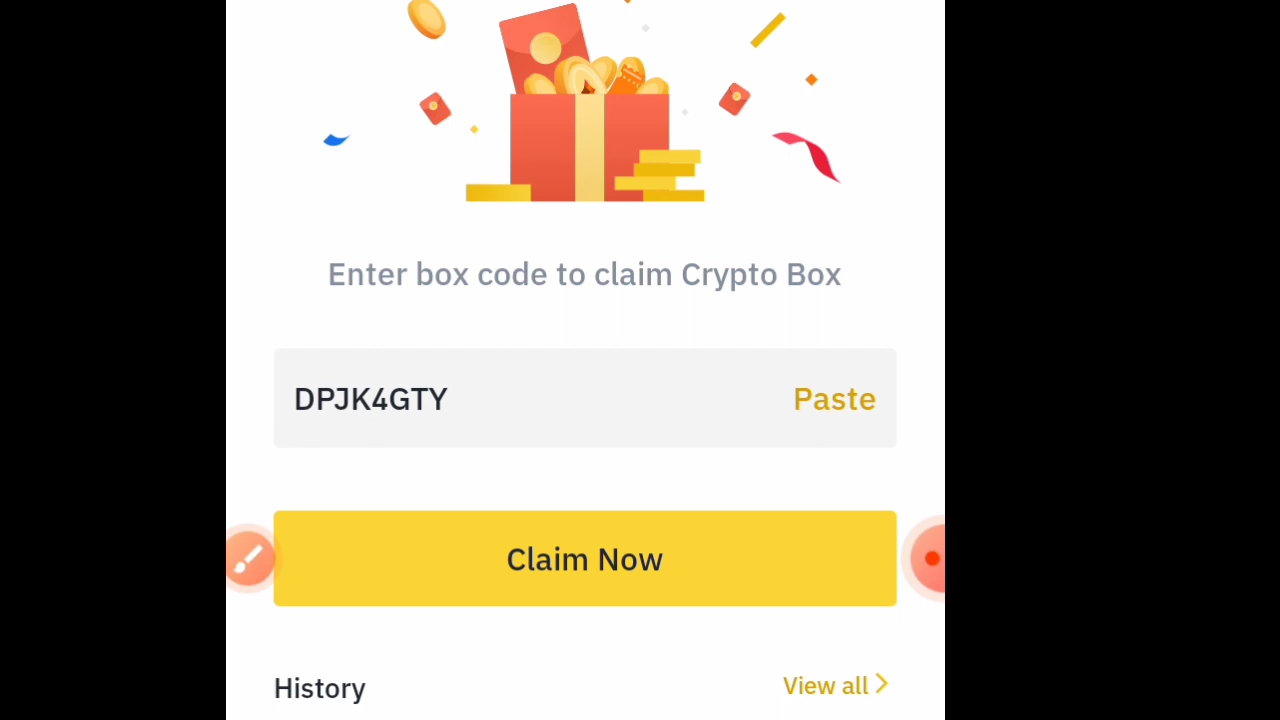 Enter box code to claim Crypto Box
DPJK4GTY Paste
Claim Now
History View all